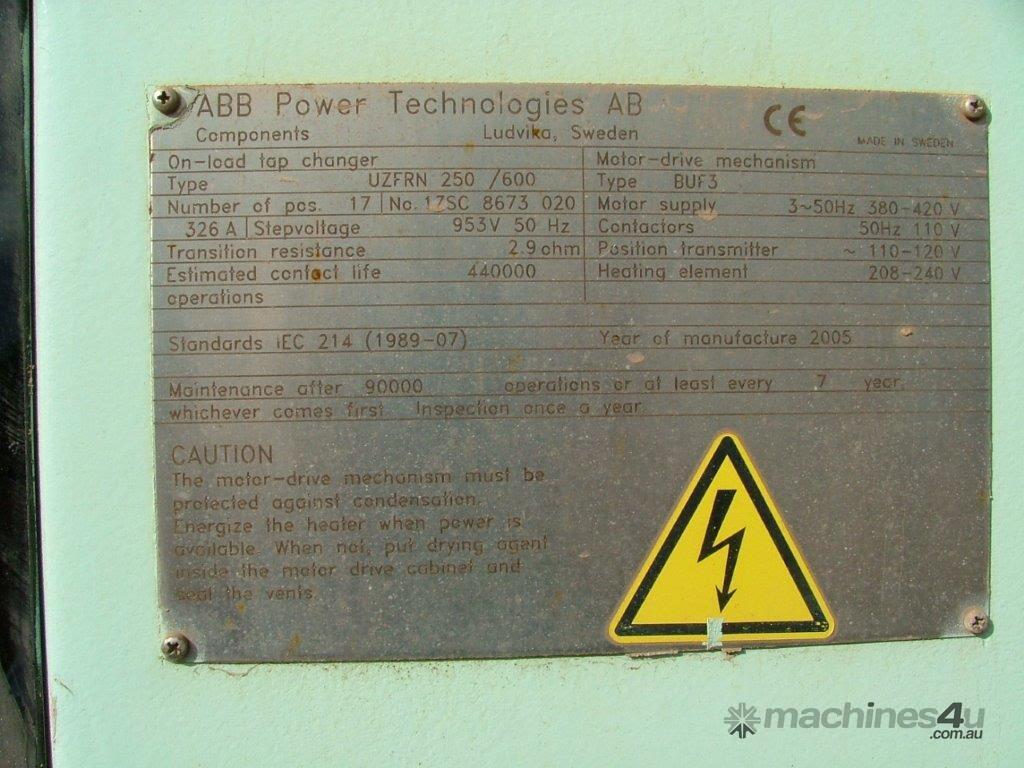 ABB Power Technologies AB
Components Ludvika, Sweden
CE
MADE IN SWEDEN
On-load tap changer
Type UZFRN 250 /600
Number of pos. 17 No. 1ZSC 8673 020
326 A Stepvoltage 953V 50 Hz
Transition resistance 2.9 ohm
Estimated contact life 440000
operations
Motor-drive mechanism
Type BUF3
Motor supply 3~50Hz 380-420 V
Contactors 50Hz 110 V
Position transmitter ~ 110-120 V
Heating element 208-240 V
Standards IEC 214 (1989-07) Year of manufacture 2005
Maintenance after 90000 operations or at least every 7 year,
whichever comes first. Inspection once a year.
CAUTION
The motor-drive mechanism must be
protected against condensation.
Energize the heater when power is
available. When not, put drying agent
inside the motor drive cabinet and
seal the vents.
machines4u
.com.au